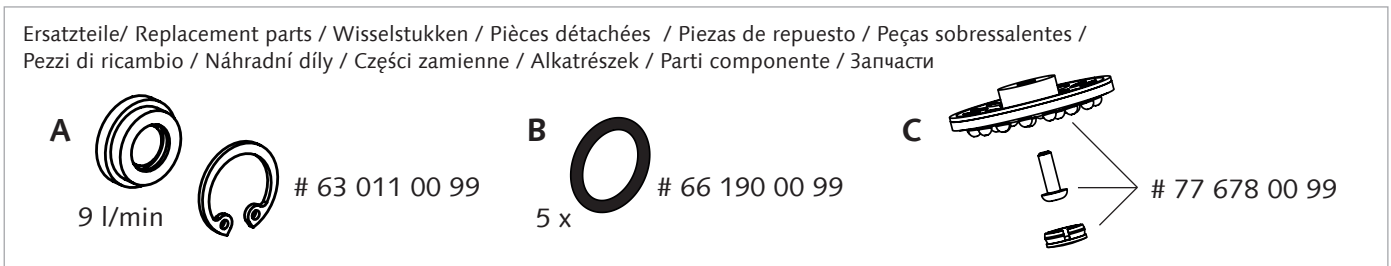 Ersatzteile/ Replacement parts / Wisselstukken / Pièces détachées / Piezas de repuesto / Peças sobressalentes /
Pezzi di ricambio / Náhradní díly / Części zamienne / Alkatrészek / Parti componente / Запчасти
A
9 l/min
# 63 011 00 99
B
5 x
# 66 190 00 99
C
# 77 678 00 99